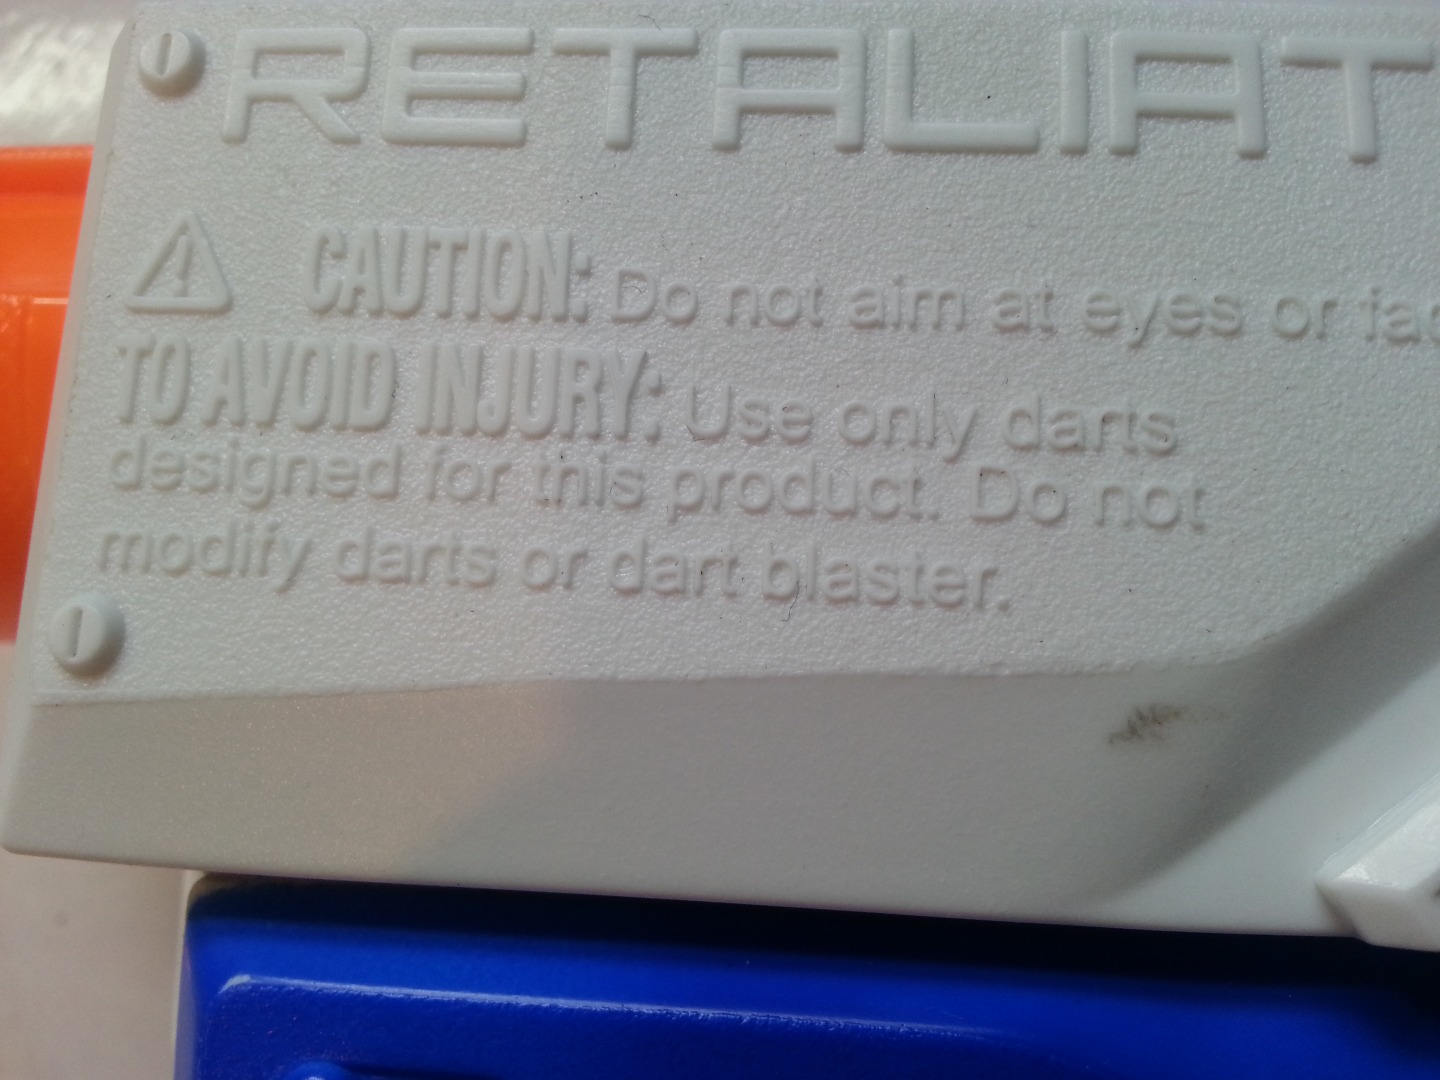 RETALIAT
CAUTION: Do not aim at eyes or fac
TO AVOID INJURY: Use only darts
designed for this product. Do not
modify darts or dart blaster.